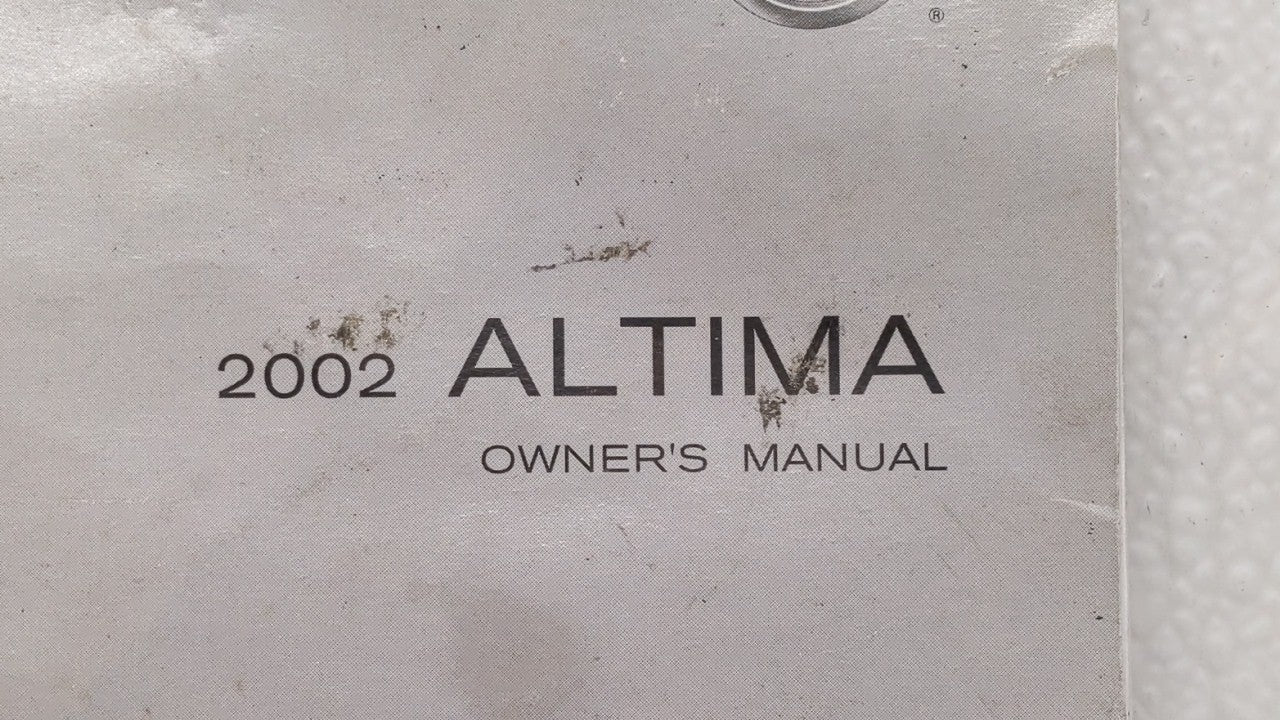 ®
2002 ALTIMA
OWNER'S MANUAL